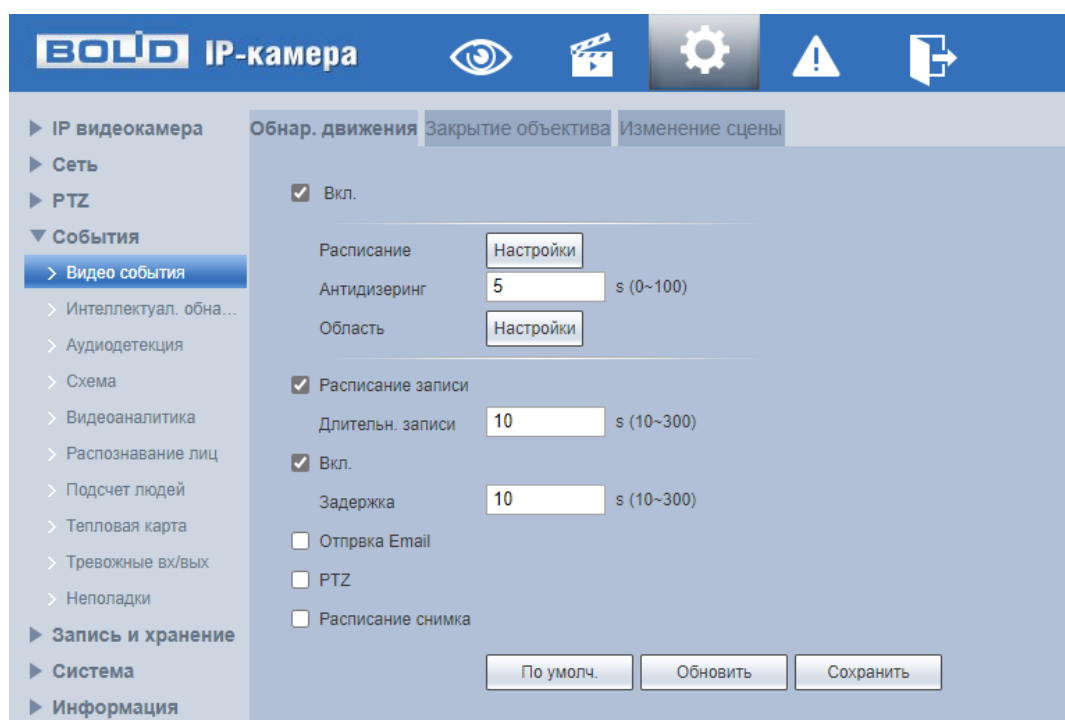 BOLID IP-камера
IP видеокамера
Сеть
PTZ
События
Видео события
Интеллектуал. обна...
Аудиодетекция
Схема
Видеоаналитика
Распознавание лиц
Подсчет людей
Тепловая карта
Тревожные вх/вых
Неполадки
Запись и хранение
Система
Информация
Обнар. движения Закрытие объектива Изменение сцены
Вкл.
Расписание Настройки
Антидизеринг 5 s (0~100)
Область Настройки
Расписание записи
Длительн. записи 10 s (10~300)
Вкл.
Задержка 10 s (10~300)
Отпрвка Email
PTZ
Расписание снимка
По умолч. Обновить Сохранить